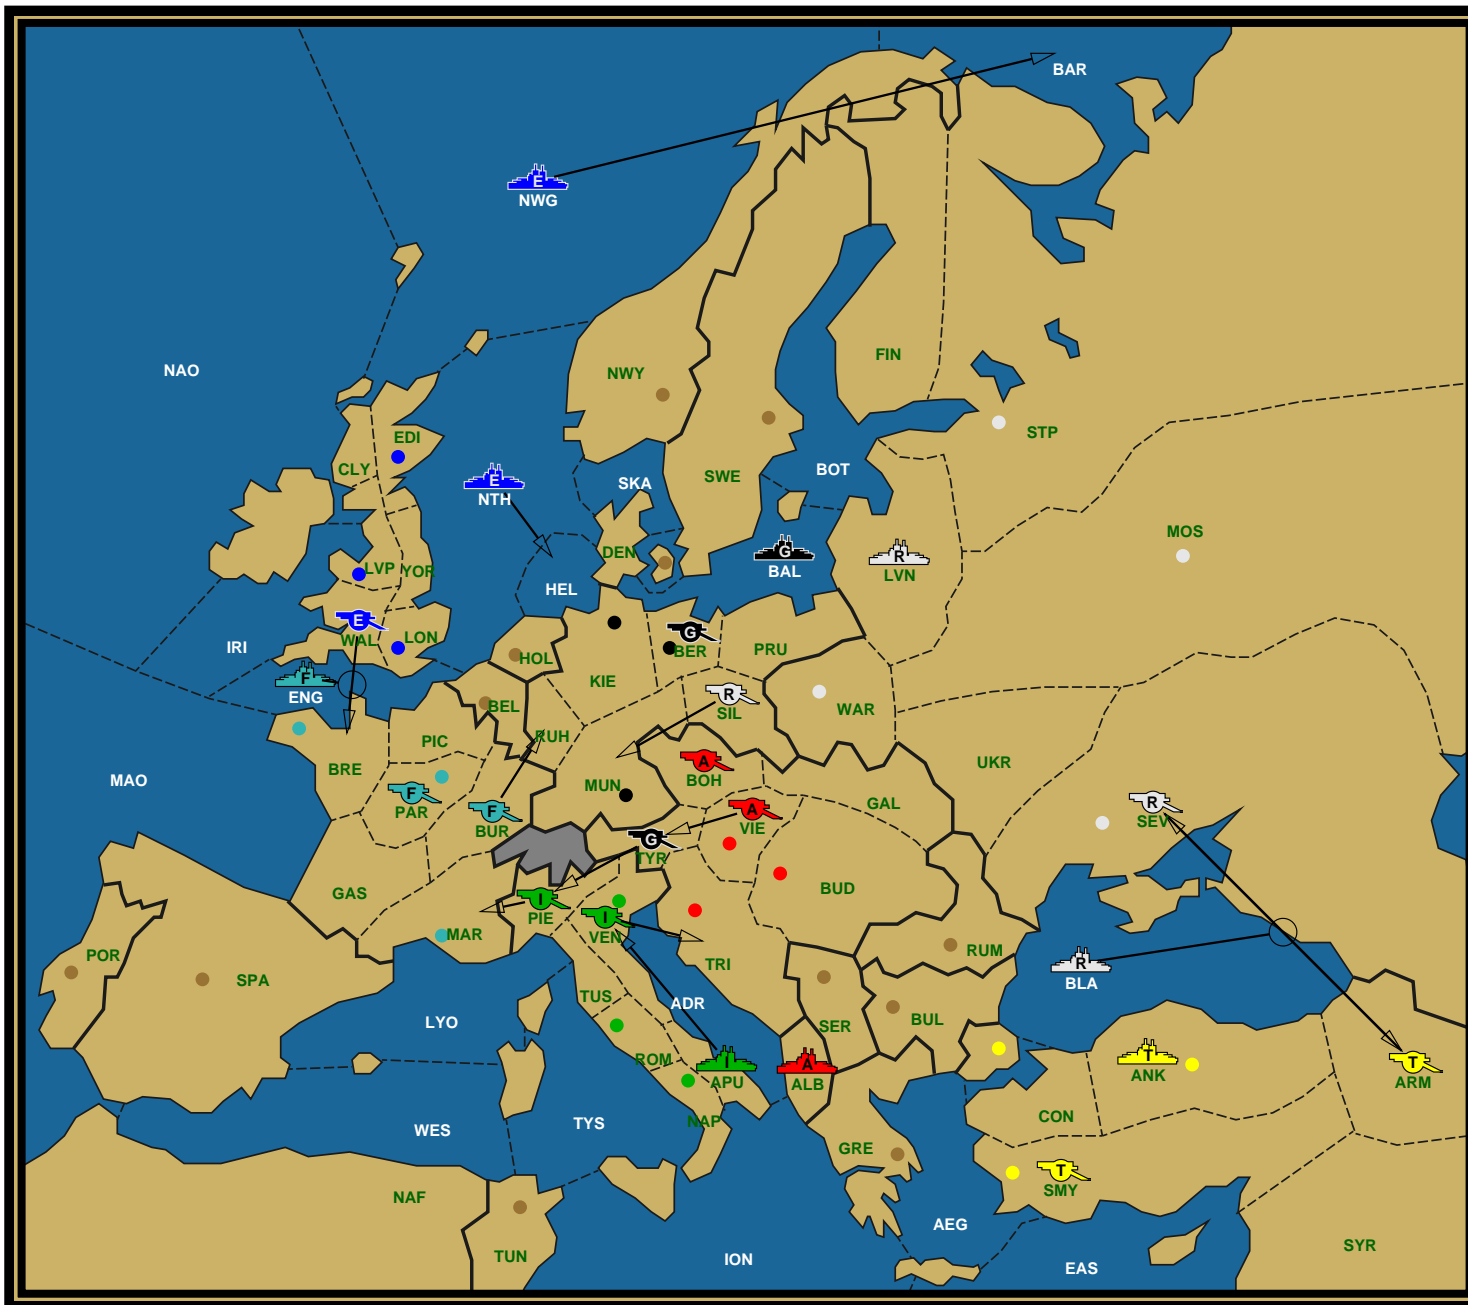 BAR
E
NWG
NAO
FIN
NWY
STP
EDI
CLY
BOT
SWE
SKA
E
NTH
MOS
DEN
G
BAL
R
LVN
LVP
YOR
HEL
E
WAL
LON
IRI
G
BER
PRU
HOL
KIE
F
ENG
R
SIL
WAR
BEL
RUH
PIC
BRE
UKR
A
BOH
MAO
MUN
F
PAR
GAL
R
SEV
F
BUR
A
VIE
G
TYR
GAS
BUD
I
PIE
I
VEN
MAR
POR
SPA
TRI
RUM
R
BLA
TUS
ADR
LYO
SER
BUL
ROM
I
APU
A
ALB
T
ANK
T
ARM
NAP
CON
WES
TYS
GRE
T
SMY
NAF
AEG
TUN
ION
EAS
SYR